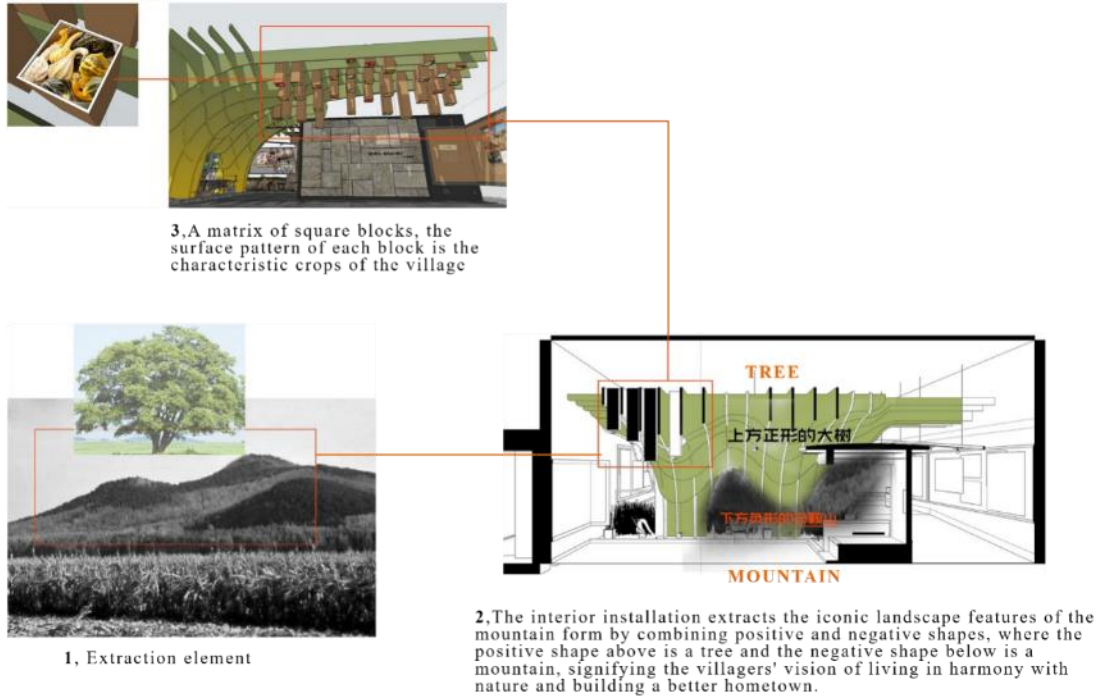 3,A matrix of square blocks, the
surface pattern of each block is the
characteristic crops of the village
TREE
上方正形的大树
MOUNTAIN
1, Extraction element
2,The interior installation extracts the iconic landscape features of the
mountain form by combining positive and negative shapes, where the
positive shape above is a tree and the negative shape below is a
mountain, signifying the villagers' vision of living in harmony with
nature and building a better hometown.